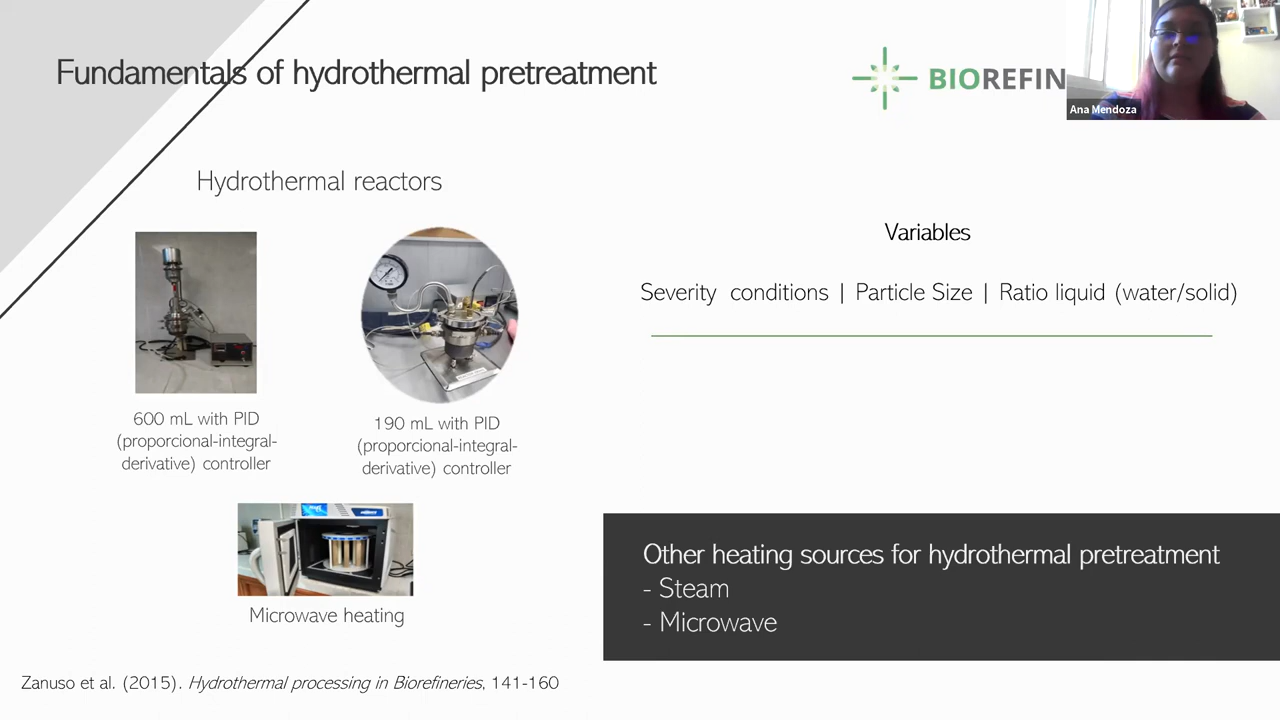 Fundamentals of hydrothermal pretreatment
BIOREFIN
Ana Mendoza
Hydrothermal reactors
600 mL with PID
(proporcional-integral-
derivative) controller
190 mL with PID
(proporcional-integral-
derivative) controller
Microwave heating
Variables
Severity conditions | Particle Size | Ratio liquid (water/solid)
Other heating sources for hydrothermal pretreatment
- Steam
- Microwave
Zanuso et al. (2015). Hydrothermal processing in Biorefineries, 141-160